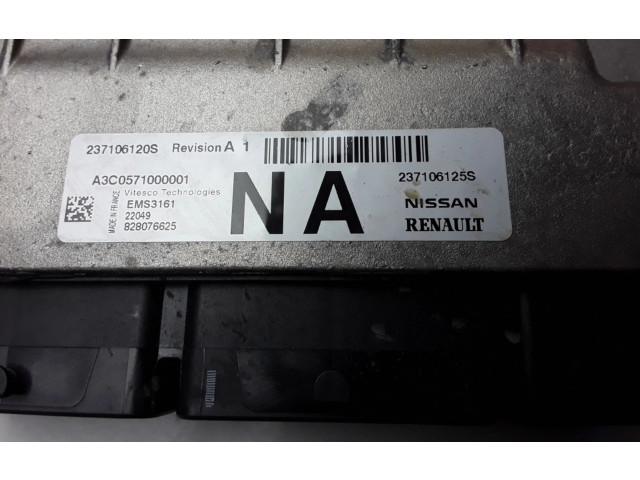 237106120S Revision A 1
A3C0571000001
Vitesco Technologies
EMS3161
22049
828076625
MADE IN FRANCE
NA
237106125S
NISSAN
RENAULT